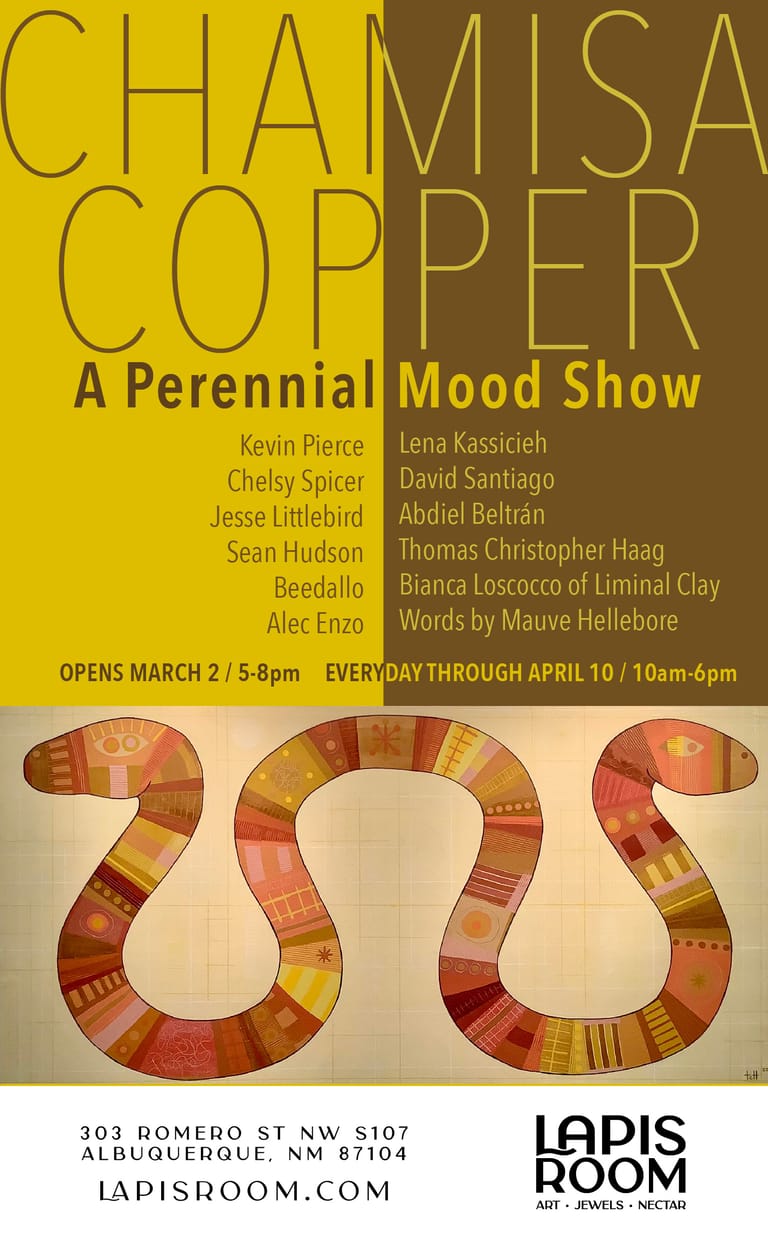 CHAMISA
COPPER
A Perennial Mood Show
Kevin Pierce
Chelsy Spicer
Jesse Littlebird
Sean Hudson
Beedallo
Alec Enzo
Lena Kassicieh
David Santiago
Abdiel Beltrán
Thomas Christopher Haag
Bianca Loscocco of Liminal Clay
Words by Mauve Hellebore
OPENS MARCH 2 / 5-8pm EVERYDAY THROUGH APRIL 10 / 10am-6pm
303 ROMERO ST NW S107
ALBUQUERQUE, NM 87104
LAPISROOM.COM
LAPIS
ROOM
ART • JEWELS • NECTAR